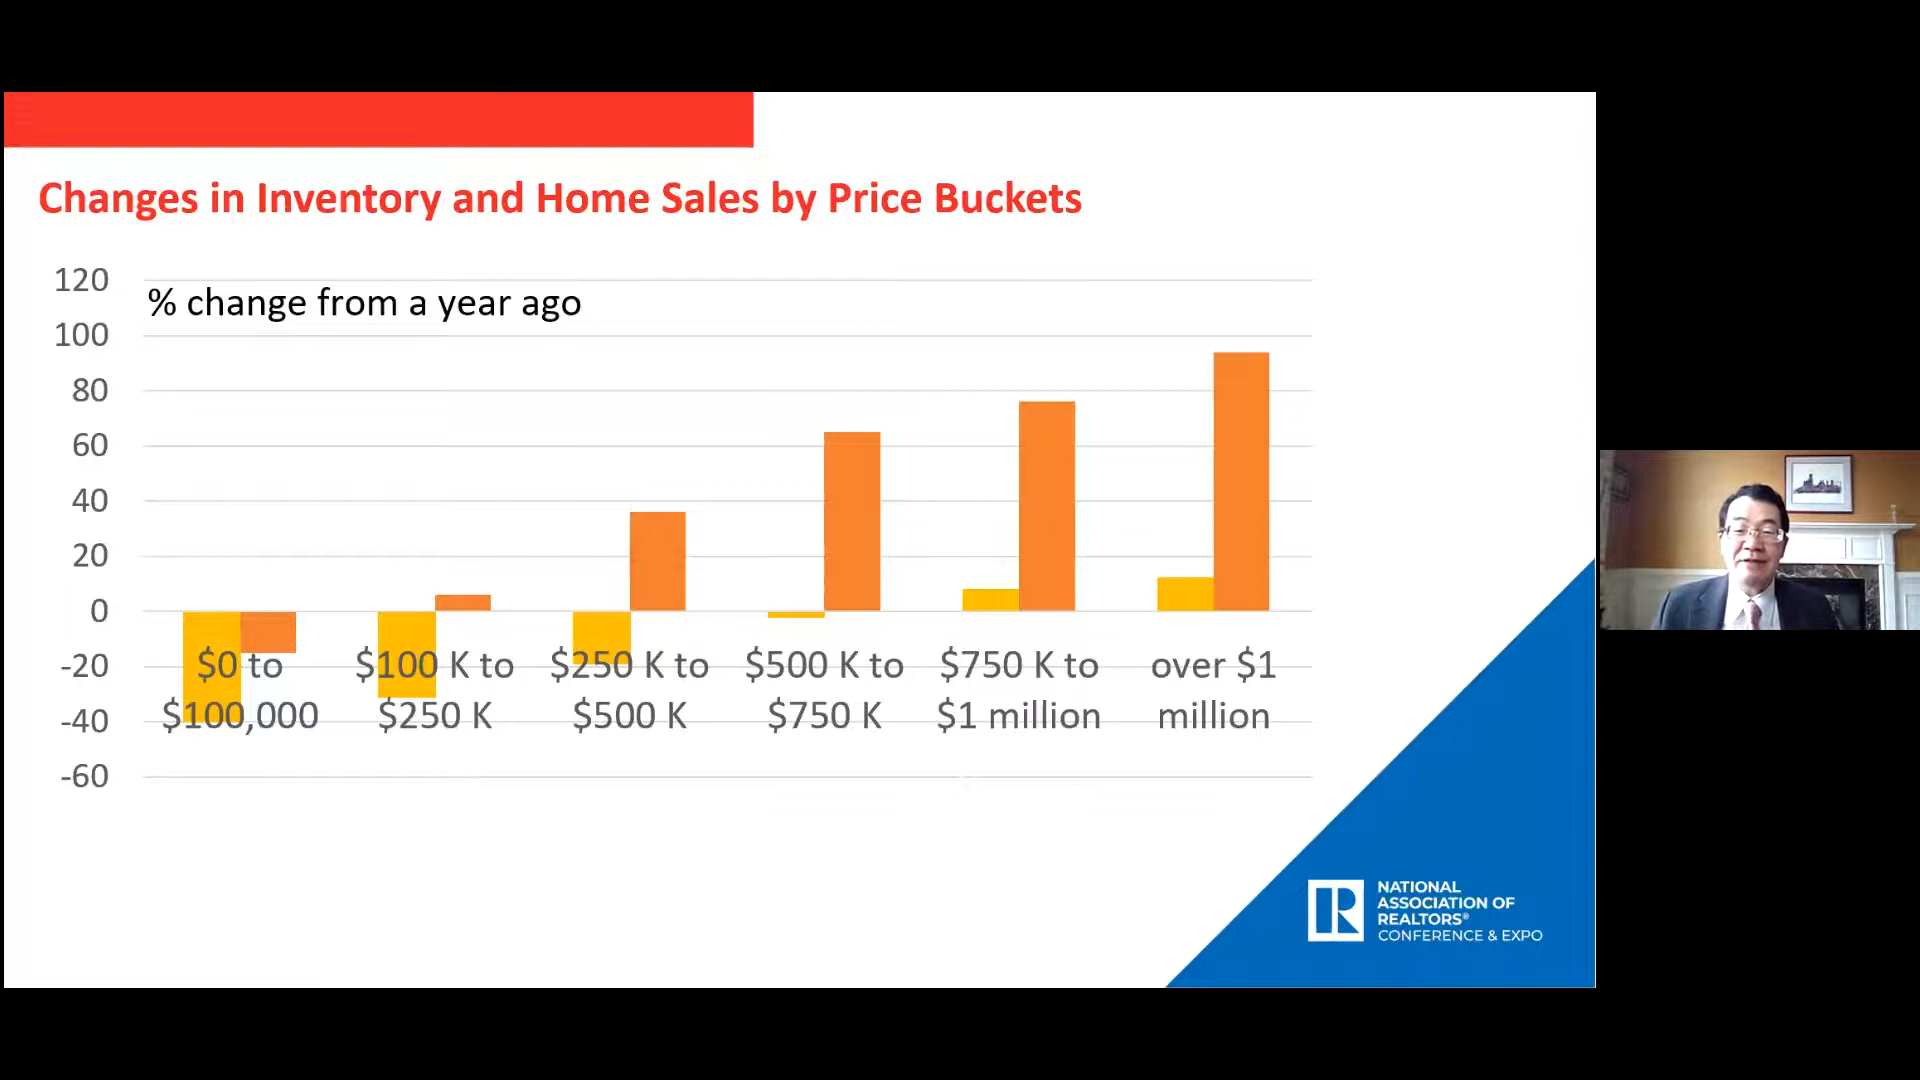 Changes in Inventory and Home Sales by Price Buckets
% change from a year ago
120
100
80
60
40
20
0
-20
-40
-60
$0 to
$100,000
$100 K to
$250 K
$250 K to
$500 K
$500 K to
$750 K
$750 K to
$1 million
over $1
million
R
NATIONAL
ASSOCIATION OF
REALTORS®
CONFERENCE & EXPO